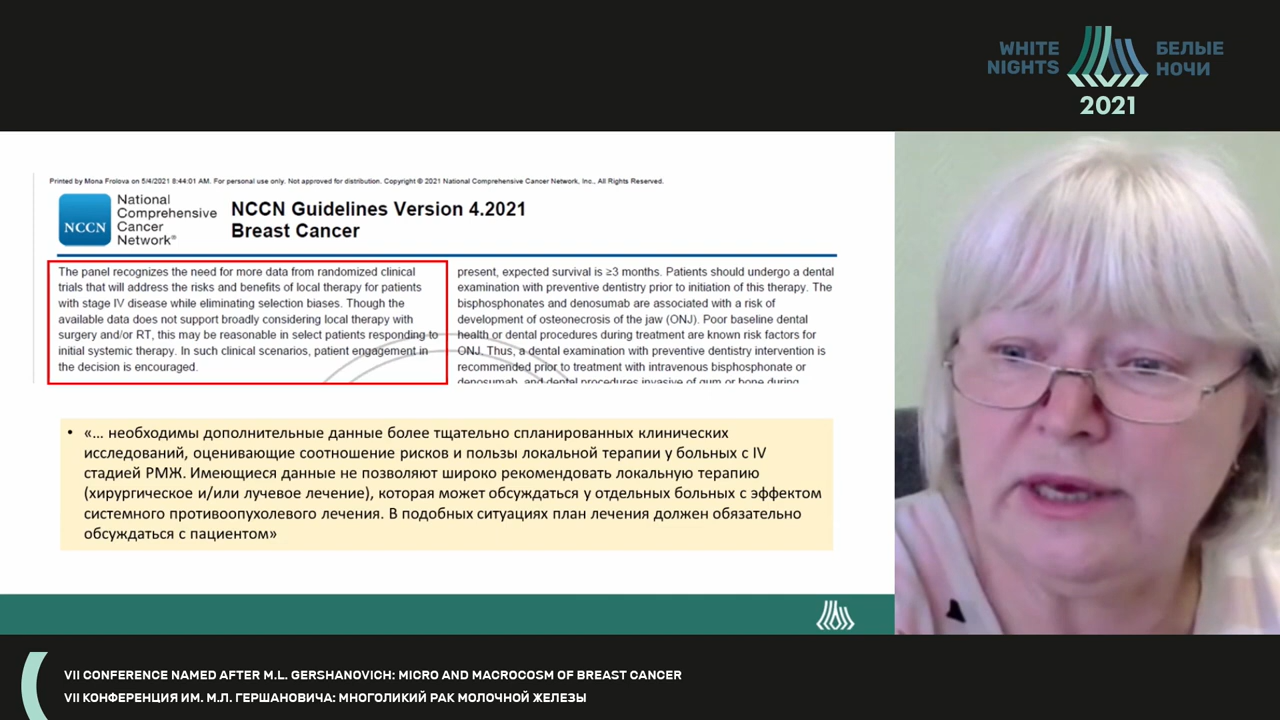 WHITE
NIGHTS
БЕЛЫЕ
НОЧИ
2021
Printed by Mona Frolova on 5/4/2021 8:44:01 AM. For personal use only. Not approved for distribution. Copyright © 2021 National Comprehensive Cancer Network, Inc., All Rights Reserved.
NCCN
National
Comprehensive
Cancer
Network®
NCCN Guidelines Version 4.2021
Breast Cancer
The panel recognizes the need for more data from randomized clinical
trials that will address the risks and benefits of local therapy for patients
with stage IV disease while eliminating selection biases. Though the
available data does not support broadly considering local therapy with
surgery and/or RT, this may be reasonable in select patients responding to
initial systemic therapy. In such clinical scenarios, patient engagement in
the decision is encouraged.
present, expected survival is ≥3 months. Patients should undergo a dental
examination with preventive dentistry prior to initiation of this therapy. The
bisphosphonates and denosumab are associated with a risk of
development of osteonecrosis of the jaw (ONJ). Poor baseline dental
health or dental procedures during treatment are known risk factors for
ONJ. Thus, a dental examination with preventive dentistry intervention is
recommended prior to treatment with intravenous bisphosphonate or
denosumab, and dental procedures invasive of gum or bone during
• «… необходимы дополнительные данные более тщательно спланированных клинических
исследований, оценивающие соотношение рисков и пользы локальной терапии у больных с IV
стадией РМЖ. Имеющиеся данные не позволяют широко рекомендовать локальную терапию
(хирургическое и/или лучевое лечение), которая может обсуждаться у отдельных больных с эффектом
системного противоопухолевого лечения. В подобных ситуациях план лечения должен обязательно
обсуждаться с пациентом»
VII CONFERENCE NAMED AFTER M.L. GERSHANOVICH: MICRO AND MACROCOSM OF BREAST CANCER
VII КОНФЕРЕНЦИЯ ИМ. М.Л. ГЕРШАНОВИЧА: МНОГОЛИКИЙ РАК МОЛОЧНОЙ ЖЕЛЕЗЫ